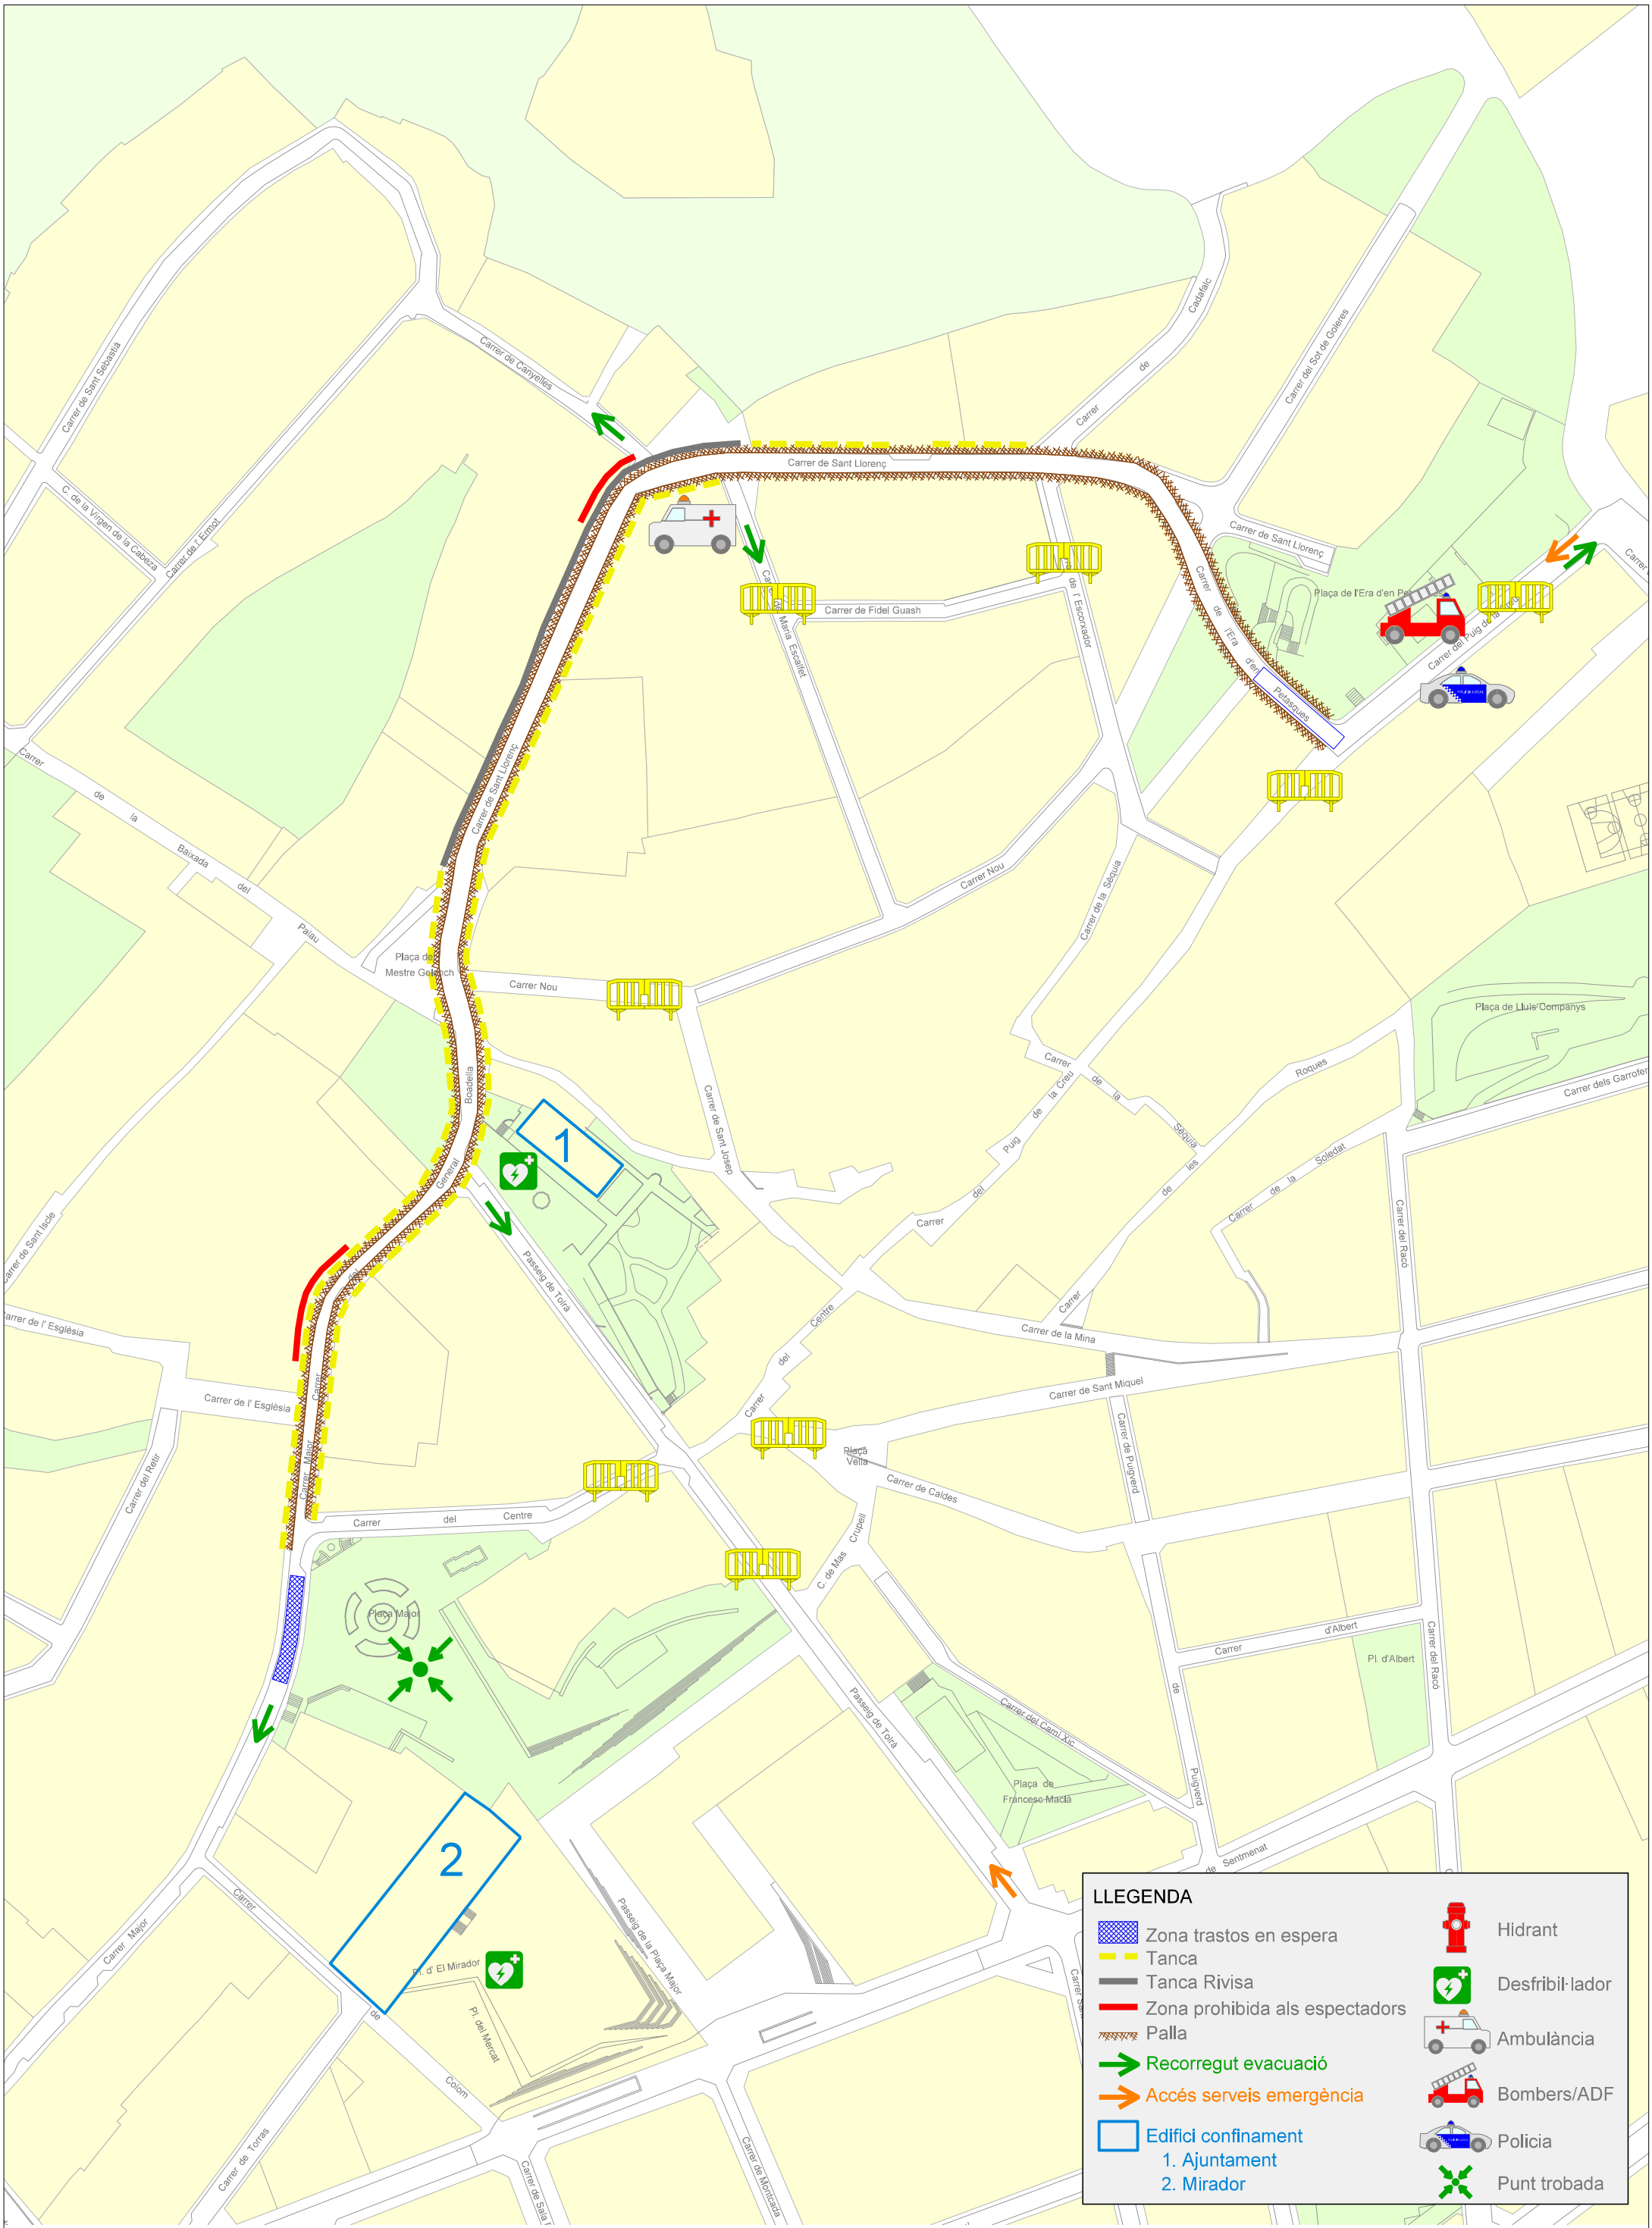 Carrer de Sant Sebastià
Carrer de Canyelles
C. de la Virgen de la Cabeza
Carrer de l' Ermot
Carrer de Cadafalc
Carrer del Sot de Goleres
Carrer de Sant Llorenç
Carrer de Sant Llorenç
Carrer
Plaça de l'Era d'en
Carrer de Fidel Guash
Maria Escalfet
de l' Escorxador
Carrer de l'Era d'en Petasques
Carrer del Puig de la
Carrer de Sant Llorenç
Carrer de la Baixada del Palau
Carrer Nou
Carrer de la Sèquia
Plaça de
Mestre
Carrer Nou
Plaça de Lluís Companys
Carrer de la Sèquia
Roques
Carrer dels Garrofer
Boadella
1
Carrer de Sant Josep
Carrer del Puig de la Creu
Carrer de les
Carrer de la Soledat
General
Carrer de Sant Iscle
Passeig de Tolrà
Carrer del Racó
Carrer del Centre
Carrer de la Mina
Carrer de l' Església
Carrer de l' Església
del
Carrer
Carrer Major
Carrer de Sant Miquel
Carrer de Puigverd
Plaça
Vella
Carrer de Caldes
Carrer del Retir
Carrer del Centre
C. de Mas Crupell
Plaça Major
Carrer d'Albert
Pl. d'Albert
Carrer del Racó
de Puigverd
Passeig de Tolrà
Carrer del Camí Xic
Plaça de
Francesc Macià
de Sentmenat
2
Carrer Major
Carrer de Colom
Pl. d' El Mirador
Pl. del Mercat
Passeig de la Plaça Major
Carrer de Torras
Carrer de Montcada
Carrer de Sala
LLEGENDA
Zona trastos en espera
Tanca
Tanca Rivisa
Zona prohibida als espectadors
Palla
Recorregut evacuació
Accés serveis emergència
Edifici confinament
1. Ajuntament
2. Mirador
Hidrant
Desfribil·lador
Ambulància
Bombers/ADF
Policia
Punt trobada